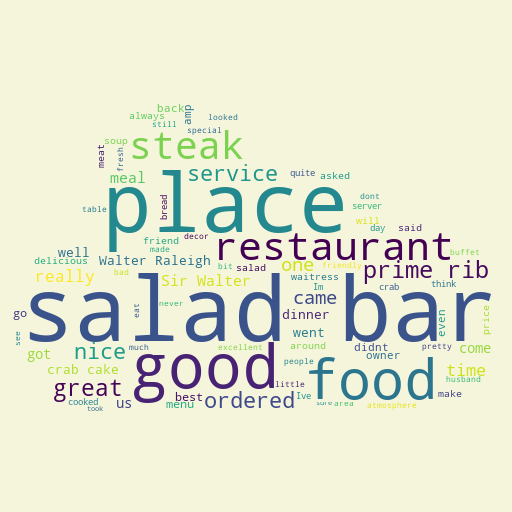 back
always amp looked
still
special
soup steak
meat fresh
service quite asked
meal
place
bread dont
table server
will
day
friend decor restaurant said
made
well buffet
delicious Walter Raleigh salad one friendly prime rib
bit
bad
really Sir Walter waitress Im crab think
never came
salad bar
eat
go dinner went even price
see
got nice much good excellent around didnt owner pretty come
people
crab cake food time
great little husband
best Ive make
cooked us menu ordered sure area atmosphere
took